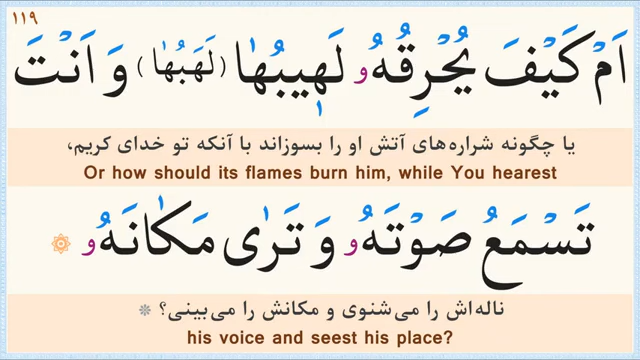 ١١٩
اَمْ كَيْفَ يُحْرِقُهُ و لَهٖيبُهٰا (لَهَبُهٰا) وَ اَنْتَ
یا چگونه شراره‌های آتش او را بسوزاند با آنکه تو خدای کریم،
Or how should its flames burn him, while You hearest
تَسْمَعُ صَوْتَهُ و وَ تَرٰى مَكٰانَهُ و
ناله‌اش را می‌شنوی و مکانش را می‌بینی؟
his voice and seest his place?